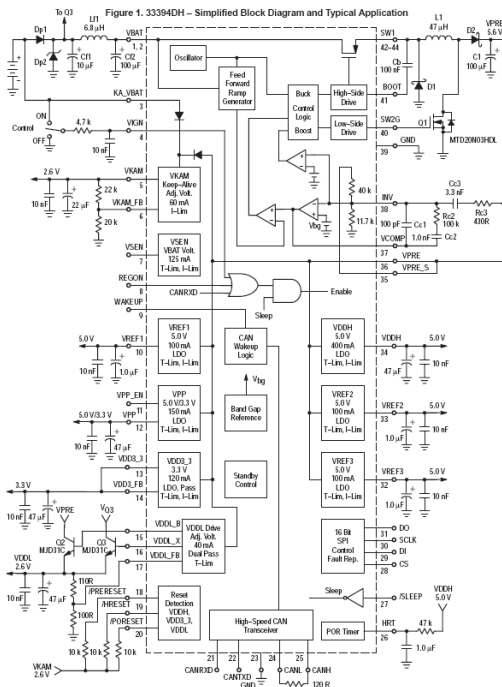 Figure 1. 33394DH – Simplified Block Diagram and Typical Application
To Q3
Dp1
Dp2
Lf1
6.8 µH
Cf1
10 µF
Cf2
100 µF
VBAT
1, 2
KA_VBAT
3
ON
Control
OFF
4.7 k
10 nF
VIGN
4
2.6 V
VKAM
5
10 nF
22 µF
22 k
20 k
VKAM_FB
6
VKAM
Keep–Alive
Adj. Volt.
60 mA
I–Lim
VSEN
7
VSEN
VBAT Volt.
125 mA
T–Lim, I–Lim
REGON
8
WAKEUP
9
CANRXD
Sleep
Enable
Oscillator
Feed
Forward
Ramp
Generator
Buck
Control
Logic
Boost
High–Side
Drive
Low–Side
Drive
Vbg
40 k
11.7 k
SW1
42–44
L1
47 µH
D2
VPRE
5.6 V
Cb
100 nF
D1
C1
100 µF
BOOT
41
SW2G
40
Q1
MTD20N03HDL
GND
39
INV
38
Cc3
3.3 nF
100 pF
Cc1
Rc2
100 k
Rc3
430R
1.0 nF
Cc2
VCOMP
37
VPRE
36
VPRE_S
35
5.0 V
VREF1
10
10 nF
1.0 µF
VREF1
5.0 V
100 mA
LDO
T–Lim, I–Lim
CAN
Wakeup
Logic
Vbg
Band Gap
Reference
Standby
Control
VDDH
5.0 V
400 mA
LDO
T–Lim, I–Lim
VDDH
34
5.0 V
47 µF
10 nF
VPP_EN
11
5.0 V/3.3 V
VPP
12
10 nF
47 µF
VPP
5.0 V/3.3 V
150 mA
LDO
T–Lim, I–Lim
VREF2
5.0 V
100 mA
LDO
T–Lim, I–Lim
VREF2
33
5.0 V
1.0 µF
10 nF
VDD3_3
13
3.3 V
VDD3_FB
14
10 nF
47 µF
VDD3_3
3.3 V
120 mA
LDO, Pass
T–Lim, I–Lim
VREF3
5.0 V
100 mA
LDO
T–Lim, I–Lim
VREF3
32
5.0 V
1.0 µF
10 nF
VPRE
VQ3
Q2
MJD31C
Q3
MJD31C
VDDL
2.6 V
VDDL_B
15
VDDL_X
16
VDDL_FB
17
VDDL Drive
Adj. Volt.
40 mA
Dual Pass
T–Lim
10 nF
47 µF
110R
100R
16 Bit
SPI
Control
Fault Rep.
DO
31
SCLK
30
DI
29
CS
28
/PRERESET
18
/HRESET
19
/PORESET
20
Reset
Detection
VDDH,
VDD3_3,
VDDL
10 k
10 k
10 k
VKAM
2.6 V
Sleep
/SLEEP
27
High–Speed CAN
Transceiver
POR Timer
HRT
26
47 k
VDDH
5.0 V
1.0 µF
21
22
23
24
25
CANRXD
CANTXD
GND
CANL
CANH
120 R